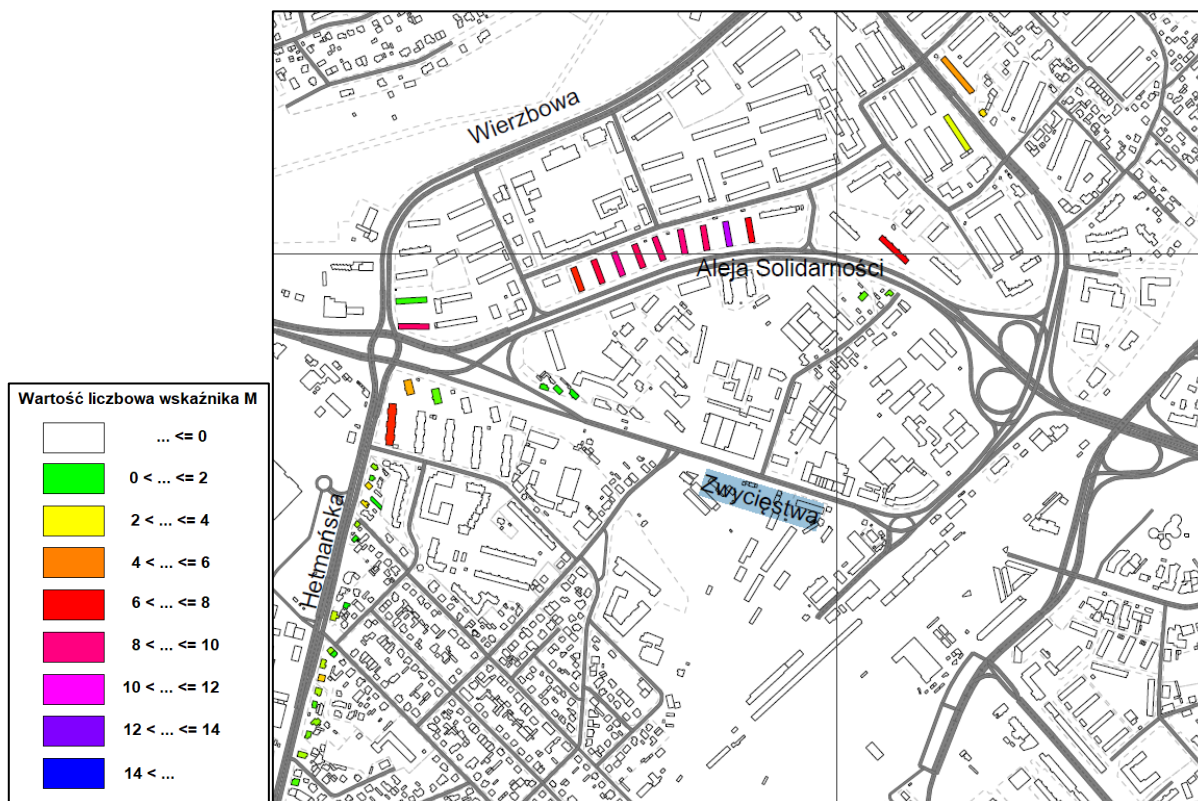 Wierzbowa
Aleja Solidarności
Zwycięstwa
Hetmańska
Wartość liczbowa wskaźnika M
... <= 0
0 < ... <= 2
2 < ... <= 4
4 < ... <= 6
6 < ... <= 8
8 < ... <= 10
10 < ... <= 12
12 < ... <= 14
14 < ...